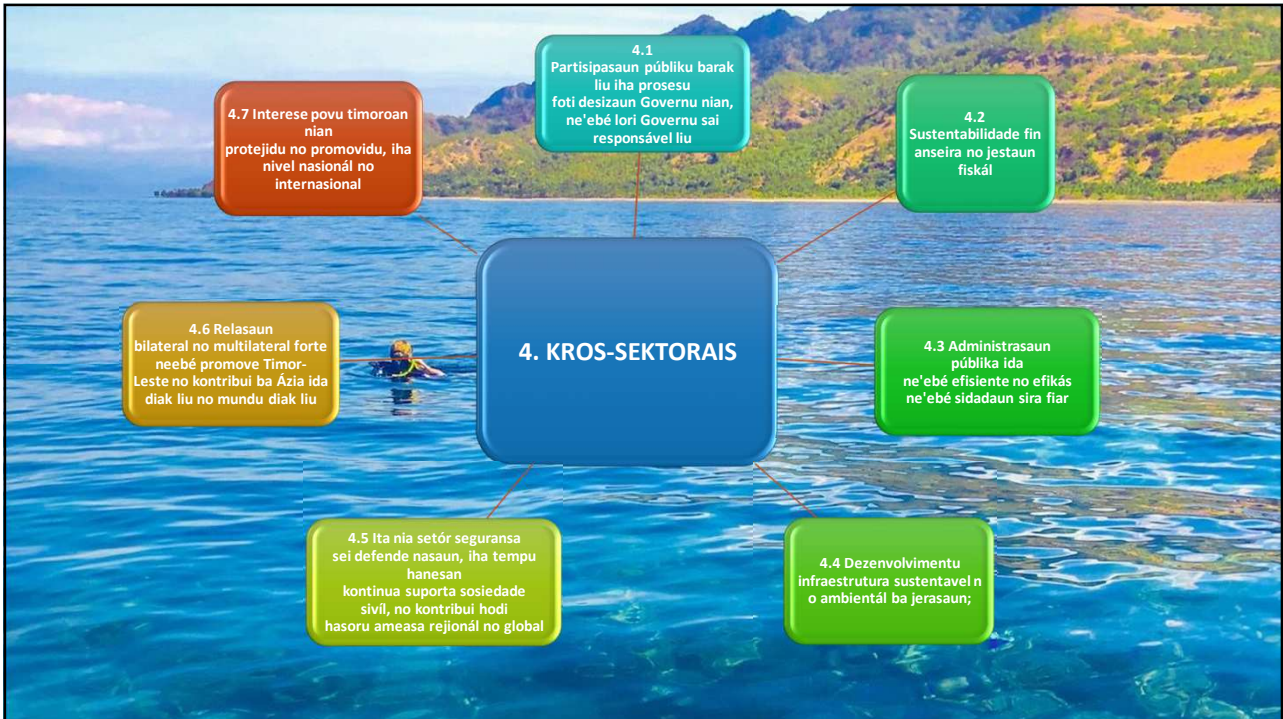 4.1
Partisipasaun públiku barak
liu iha prosesu
foti desizaun Governu nian,
ne'ebé lori Governu sai
responsável liu
4.2
Sustentabilidade fin
anseira no jestaun
fiskál
4.3 Administrasaun
públika ida
ne'ebé efisiente no efikás
ne'ebé sidadaun sira fiar
4.4 Dezenvolvimentu
infraestrutura sustentavel n
o ambientál ba jerasaun;
4.5 Ita nia setór seguransa
sei defende nasaun, iha tempu
hanesan
kontinua suporta sosiedade
sivíl, no kontribui hodi
hasoru ameasa rejionál no global
4.6 Relasaun
bilateral no multilateral forte
neebé promove Timor-
Leste no kontribui ba Ázia ida
diak liu no mundu diak liu
4.7 Interese povu timoroan
nian
protejidu no promovidu, iha
nivel nasionál no
internasional
4. KROS-SEKTORAIS